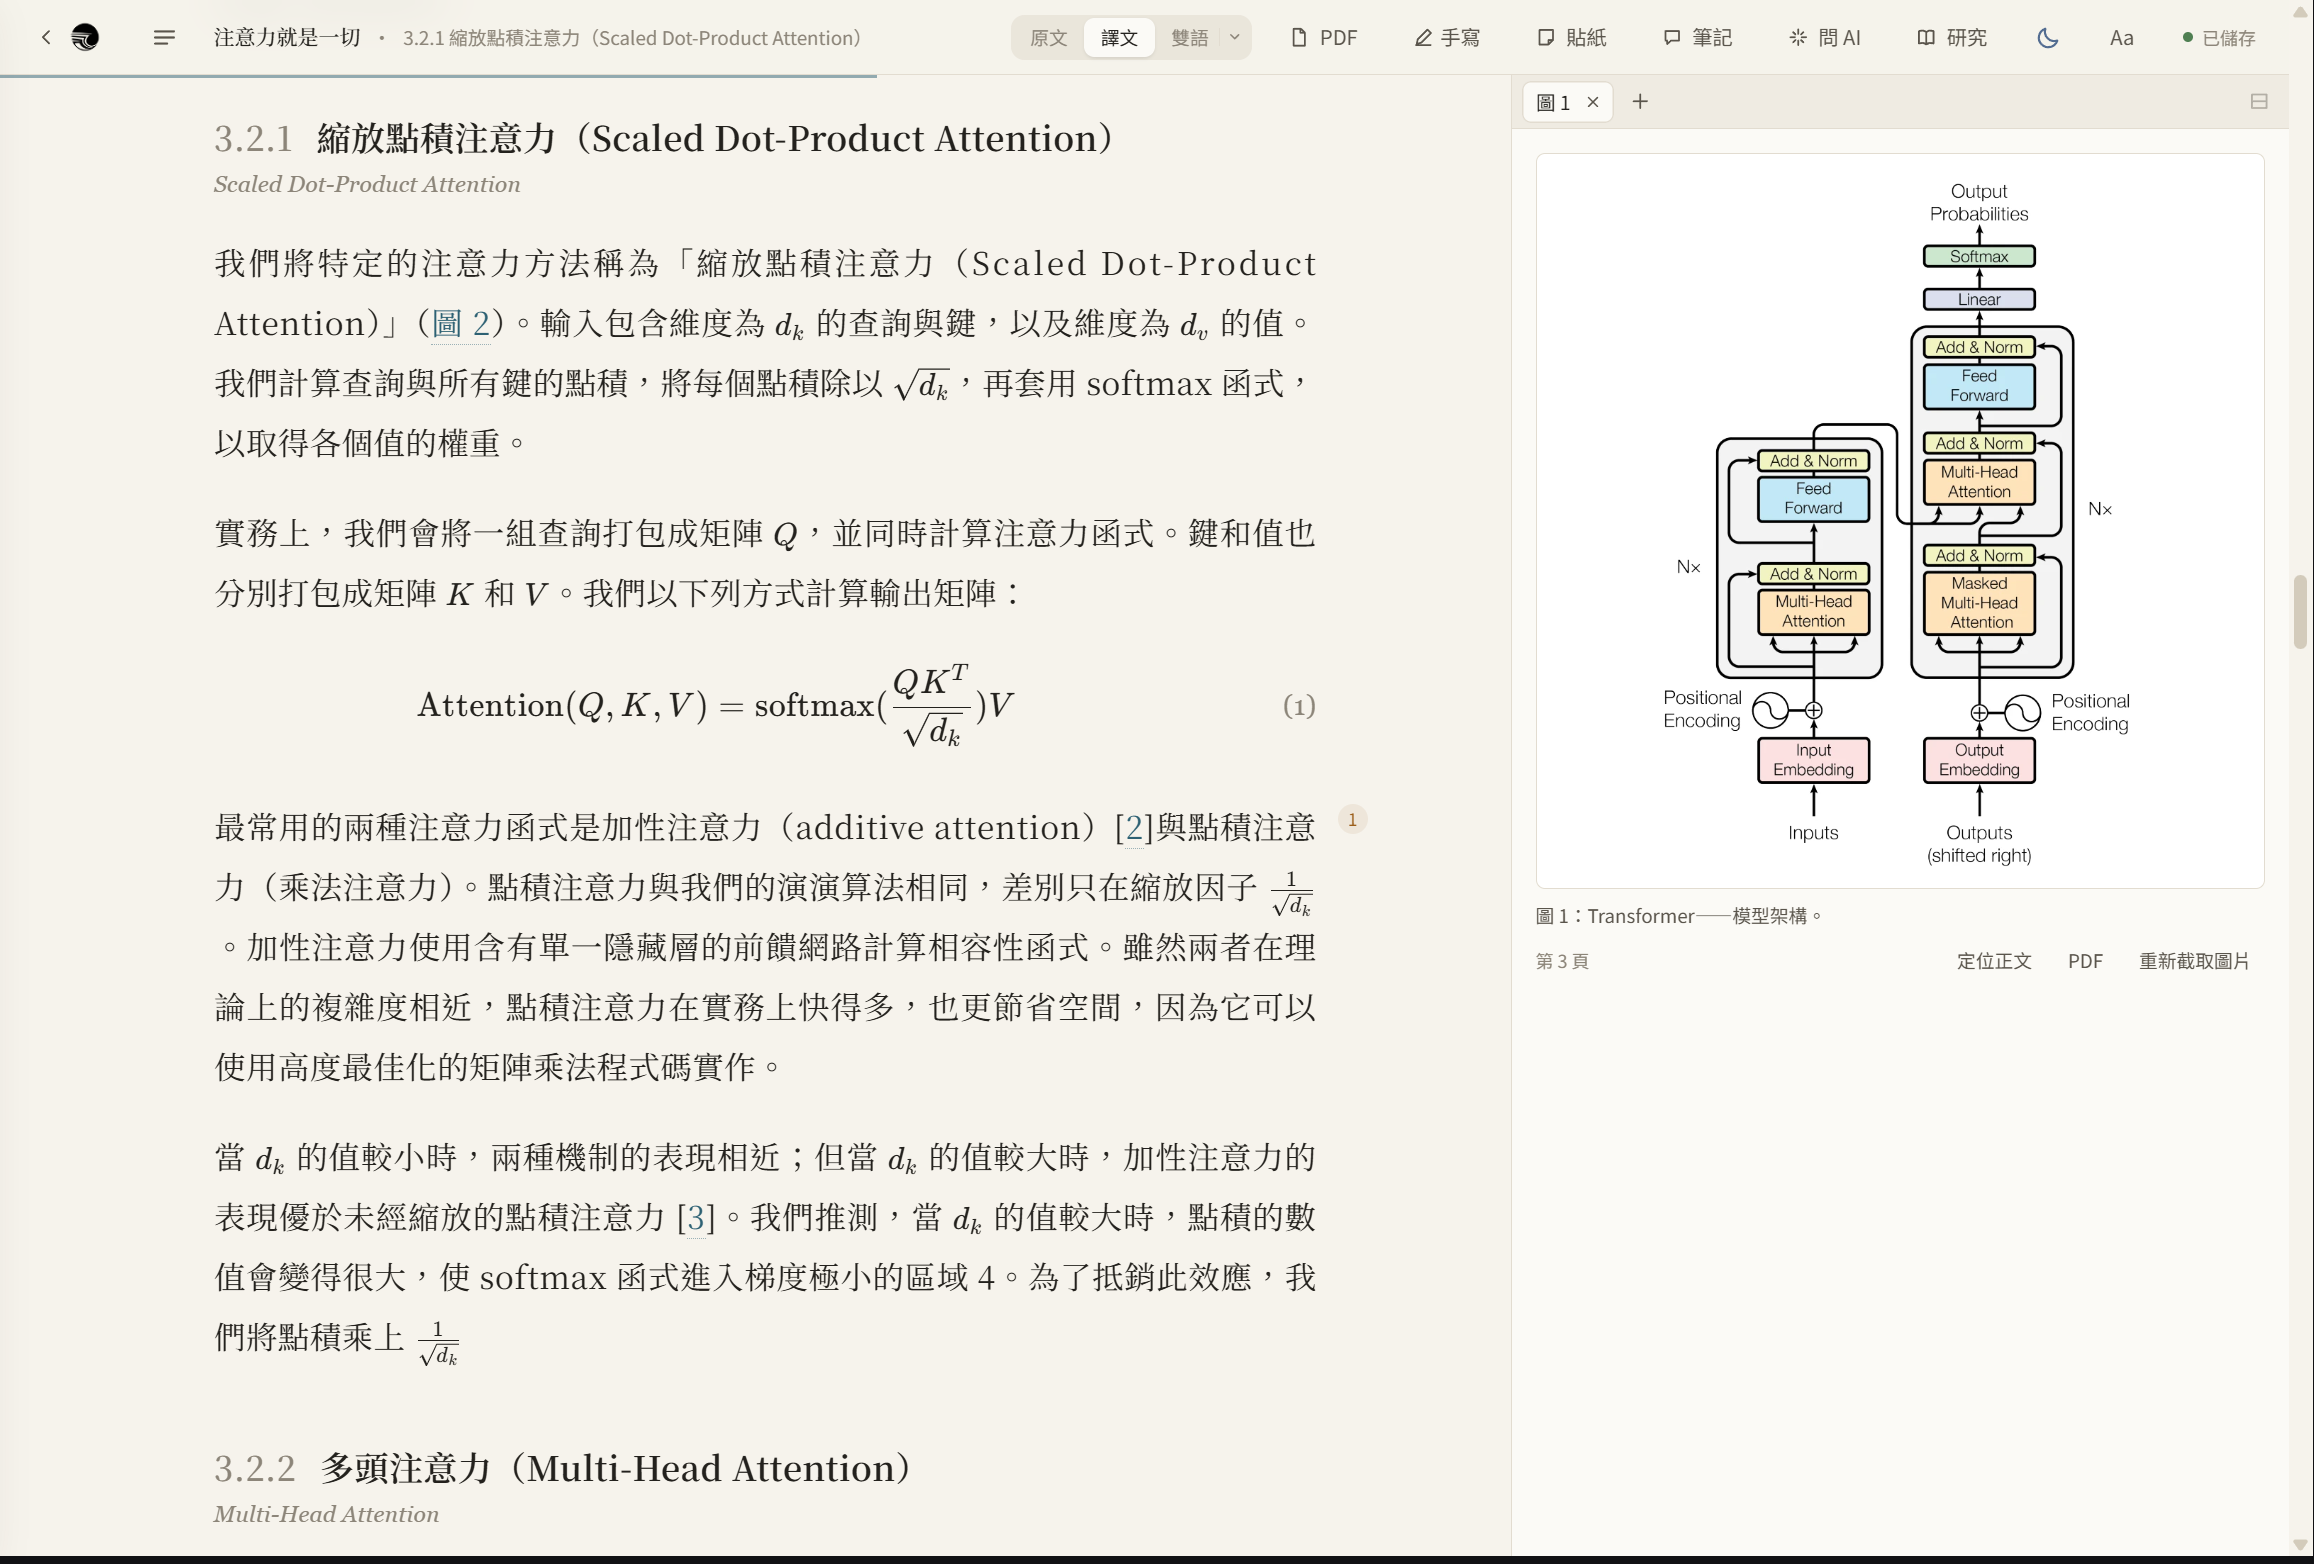 注意力就是一切 • 3.2.1 縮放點積注意力（Scaled Dot-Product Attention）
原文 譯文 雙語 PDF 手寫 貼紙 筆記 問 AI 研究 Aa 已儲存
3.2.1 縮放點積注意力（Scaled Dot-Product Attention）
Scaled Dot-Product Attention
我們將特定的注意力方法稱為「縮放點積注意力（Scaled Dot-Product
Attention）」（圖 2）。輸入包含維度為 d_k 的查詢與鍵，以及維度為 d_v 的值。
我們計算查詢與所有鍵的點積，將每個點積除以 √d_k，再套用 softmax 函式，
以取得各個值的權重。
實務上，我們會將一組查詢打包成矩陣 Q，並同時計算注意力函式。鍵和值也
分別打包成矩陣 K 和 V。我們以下列方式計算輸出矩陣：
Attention(Q, K, V) = softmax(QK^T/√d_k)V (1)
最常用的兩種注意力函式是加性注意力（additive attention）[2]與點積注意 1
力（乘法注意力）。點積注意力與我們的演演算法相同，差別只在縮放因子 1/√d_k
。加性注意力使用含有單一隱藏層的前饋網路計算相容性函式。雖然兩者在理
論上的複雜度相近，點積注意力在實務上快得多，也更節省空間，因為它可以
使用高度最佳化的矩陣乘法程式碼實作。
當 d_k 的值較小時，兩種機制的表現相近；但當 d_k 的值較大時，加性注意力的
表現優於未經縮放的點積注意力 [3]。我們推測，當 d_k 的值較大時，點積的數
值會變得很大，使 softmax 函式進入梯度極小的區域 4。為了抵銷此效應，我
們將點積乘上 1/√d_k
3.2.2 多頭注意力（Multi-Head Attention）
Multi-Head Attention
圖 1 × +
Output
Probabilities
Softmax
Linear
Add & Norm
Feed
Forward
Add & Norm
Multi-Head
Attention
Add & Norm
Masked
Multi-Head
Attention
N×
Add & Norm
Feed
Forward
Add & Norm
Multi-Head
Attention
N×
Positional
Encoding
Positional
Encoding
Input
Embedding
Output
Embedding
Inputs
Outputs
(shifted right)
圖 1：Transformer——模型架構。
第 3 頁 定位正文 PDF 重新截取圖片